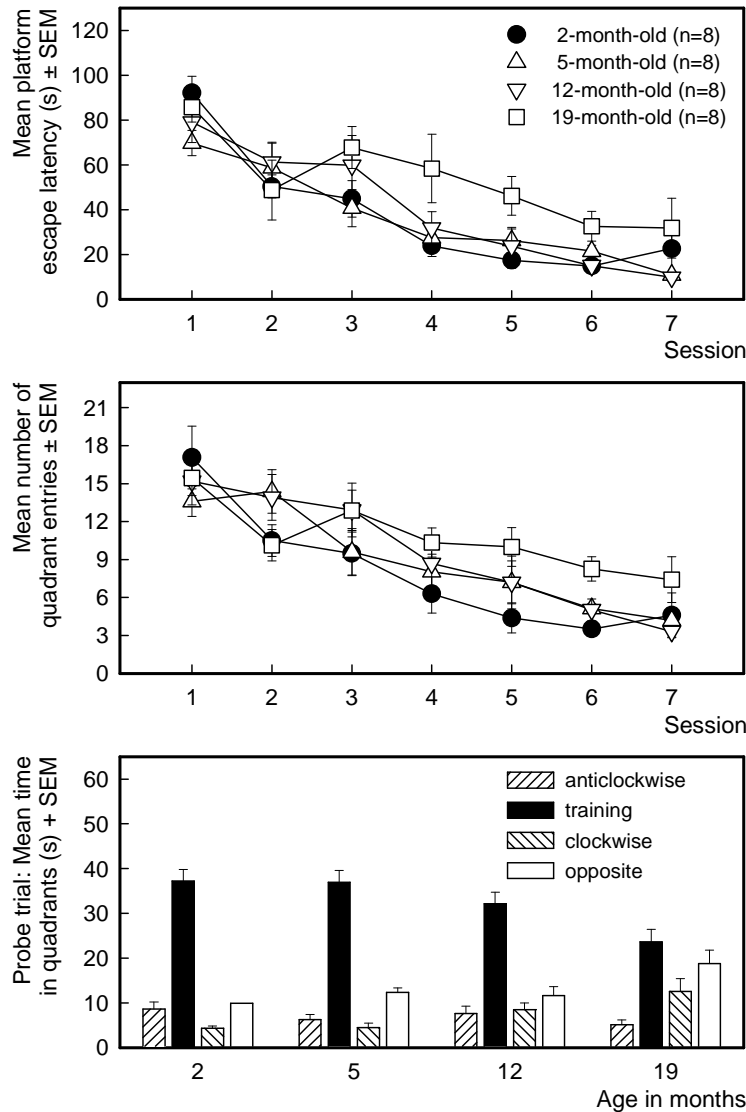 Mean platform
escape latency (s) ± SEM
120
100
80
60
40
20
0
2-month-old (n=8)
5-month-old (n=8)
12-month-old (n=8)
19-month-old (n=8)
1 2 3 4 5 6 7
Session
Mean number of
quadrant entries ± SEM
21
18
15
12
9
6
3
0
1 2 3 4 5 6 7
Session
Probe trial: Mean time
in quadrants (s) + SEM
60
50
40
30
20
10
0
anticlockwise
training
clockwise
opposite
2 5 12 19
Age in months